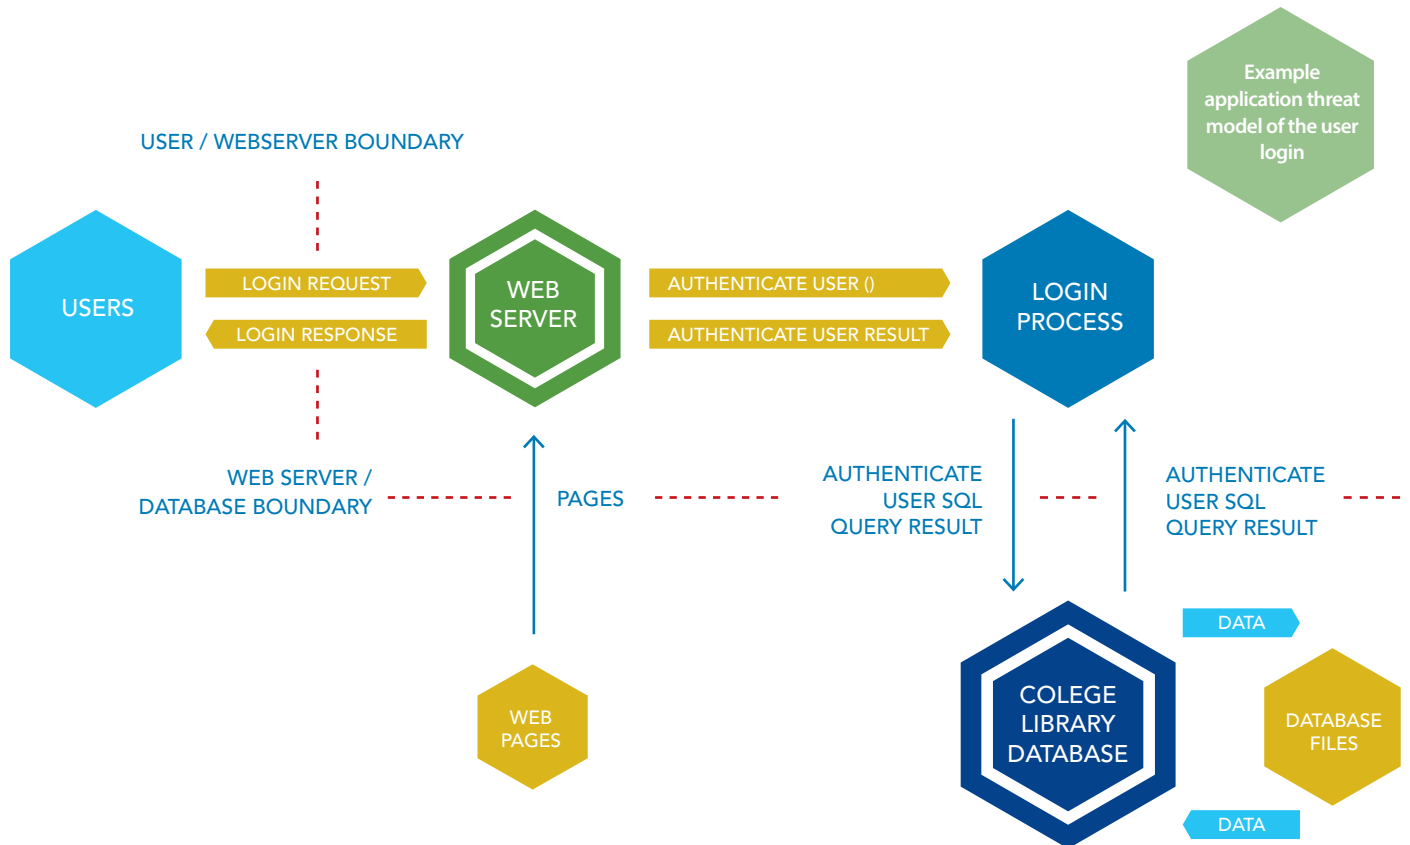 Example
application threat
model of the user
login
USER / WEBSERVER BOUNDARY
USERS
LOGIN REQUEST
LOGIN RESPONSE
WEB
SERVER
AUTHENTICATE USER ()
AUTHENTICATE USER RESULT
LOGIN
PROCESS
WEB SERVER /
DATABASE BOUNDARY
PAGES
AUTHENTICATE
USER SQL
QUERY RESULT
AUTHENTICATE
USER SQL
QUERY RESULT
WEB
PAGES
COLEGE
LIBRARY
DATABASE
DATA
DATABASE
FILES
DATA